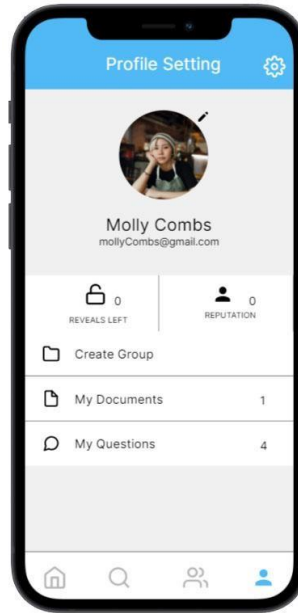 Profile Setting
Molly Combs
mollyCombs@gmail.com
0
REVEALS LEFT
0
REPUTATION
Create Group
My Documents 1
My Questions 4